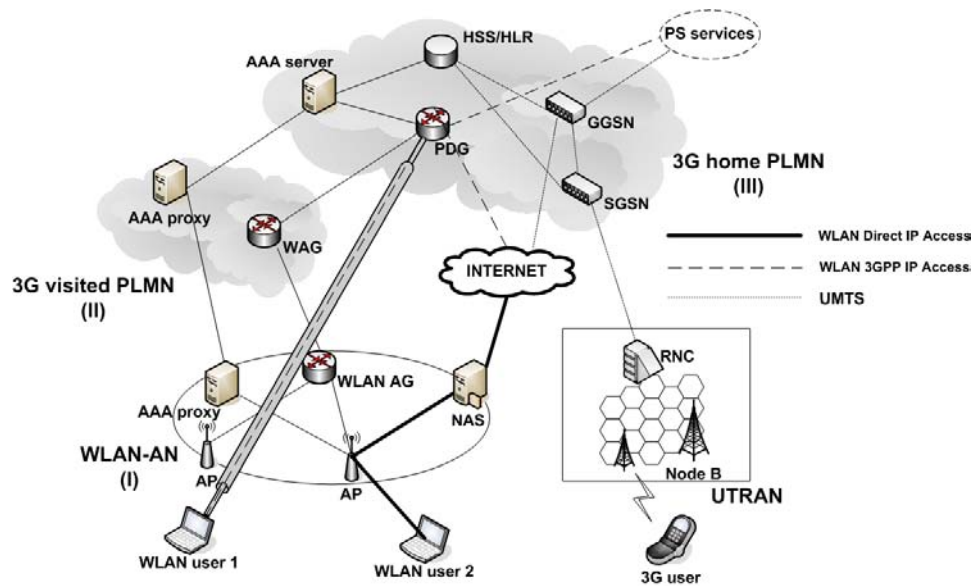 HSS/HLR
PS services
AAA server
GGSN
PDG
3G home PLMN
(III)
SGSN
AAA proxy
WAG
WLAN Direct IP Access
INTERNET
WLAN 3GPP IP Access
3G visited PLMN
(II)
UMTS
RNC
WLAN AG
NAS
AAA proxy
WLAN-AN
(I)
AP
AP
Node B
UTRAN
WLAN user 1
WLAN user 2
3G user